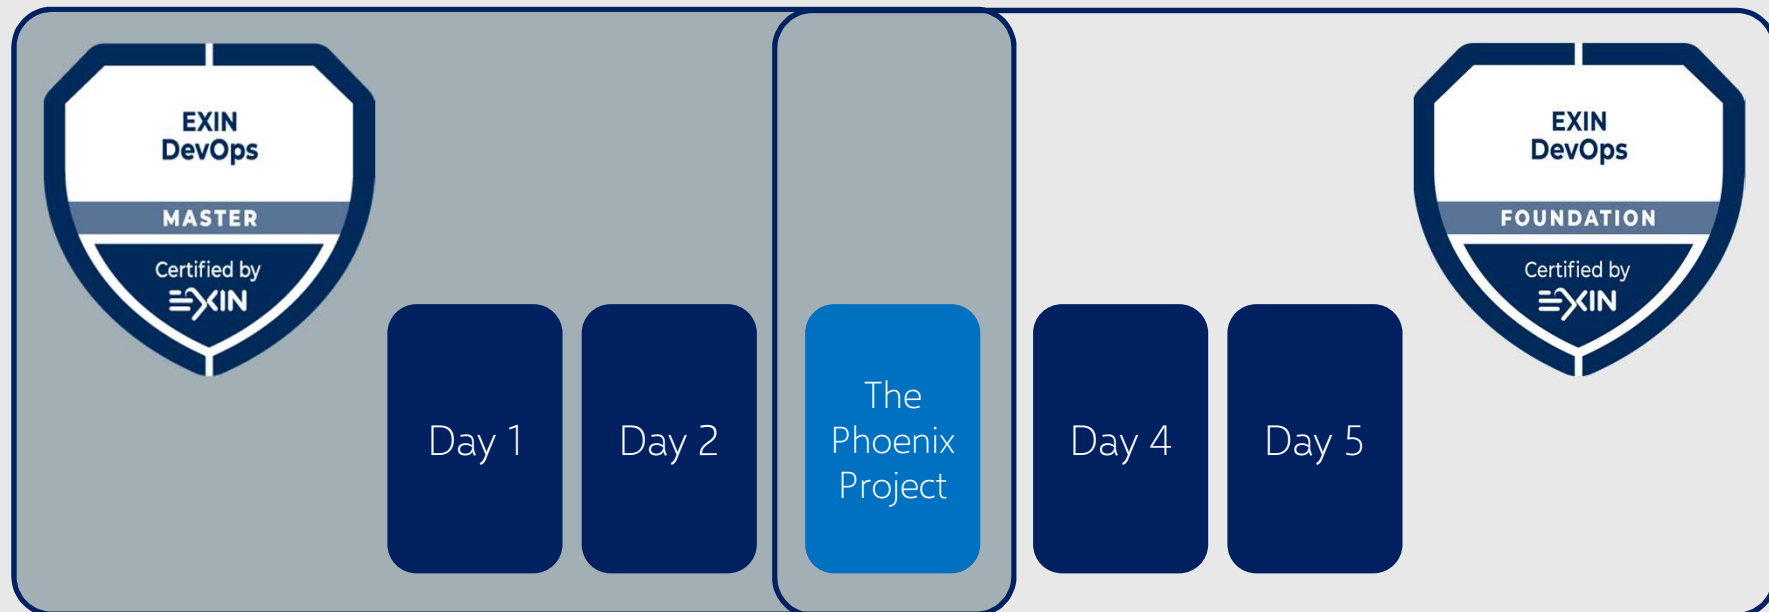 EXIN
DevOps
MASTER
Certified by
EXIN
Day 1
Day 2
The
Phoenix
Project
Day 4
Day 5
EXIN
DevOps
FOUNDATION
Certified by
EXIN